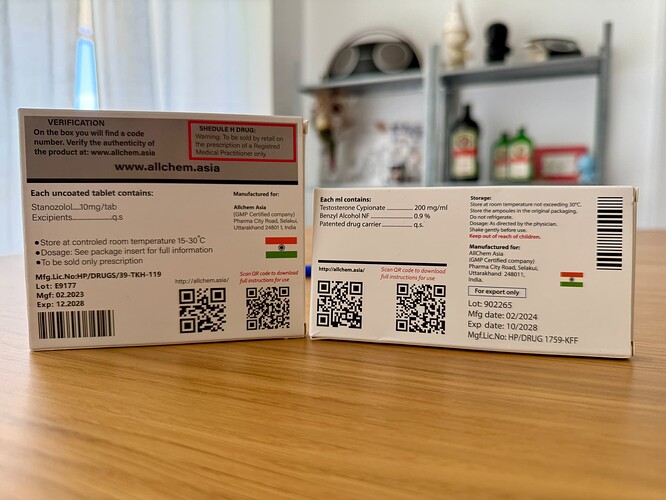 VERIFICATION
On the box you will find a code
number. Verify the authenticity of
the product at: www.allchem.asia
SHEDULE H DRUG:
Warning: To be sold by retail on
the prescription of a Registred
Medical Practitioner only.
www.allchem.asia
Each uncoated tablet contains:
Stanozolol....10mg/tab
Excipients..............q.s
Manufactured for:
AllChem Asia
(GMP Certified company)
Pharma City Road, Selakui,
Uttarakhand 248011, India
● Store at controled room temperature 15-30°C
● Dosage: See package insert for full information
● To be sold only prescription
Mfg.Lic.No:HP/DRUGS/39-TKH-119
Lot: E9177
Mgf: 02.2023
Exp: 12.2028
http://allchem.asia/
Scan QR code to download
full instructions for use
Each ml contains:
Testosterone Cypionate ............ 200 mg/ml
Benzyl Alcohol NF ..................... 0.9 %
Patented drug carrier ............... q.s.
http://allchem.asia/
Scan QR code to download
full instructions for use
Storage:
Store at room temperature not exceeding 30°C.
Store the ampoules in the original packaging.
Do not refrigerate.
Use as directed by the physician.
Shake gently before use.
Keep out of reach of children.
Manufactured for:
AllChem Asia
(GMP Certified company)
Pharma City Road, Selakui,
Uttarakhand 248011,
India.
For export only
Lot: 902265
Mfg date: 02/2024
Exp date: 10/2028
Mgf.Lic.No: HP/DRUG 1759-KFF